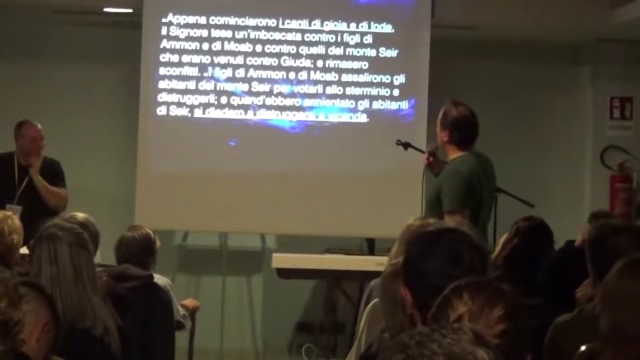 „Appena cominciarono i canti di gioia e di lode,
il Signore tese un'imboscata contro i figli di
Ammon e di Moab e contro quelli del monte Seir
che erano venuti contro Giuda; e rimasero
sconfitti. „I figli di Ammon e di Moab assalirono gli
abitanti del monte Seir per votarli allo sterminio e
distruggerli; e quand'ebbero annientato gli abitanti
di Seir, si diedero a distruggersi a vicenda.